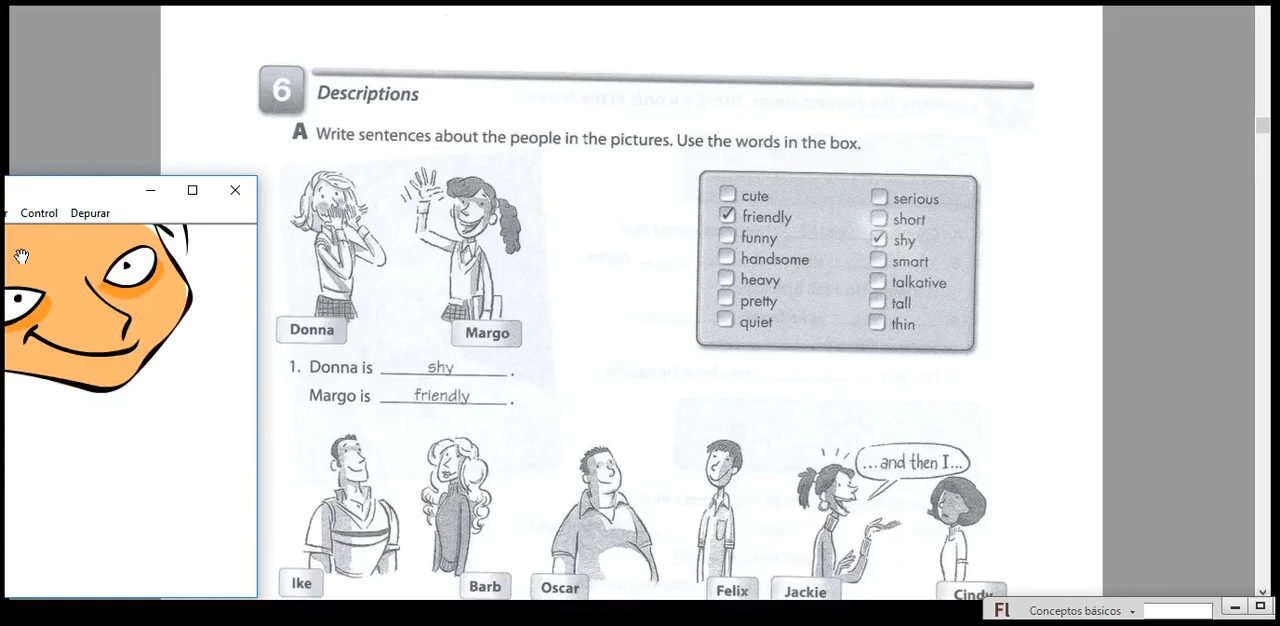 6
Descriptions
A Write sentences about the people in the pictures. Use the words in the box.
Control Depurar
cute
friendly
funny
handsome
heavy
pretty
quiet
serious
short
shy
smart
talkative
tall
thin
Donna
Margo
1. Donna is shy.
Margo is friendly.
...and then I...
Ike
Barb
Oscar
Felix
Jackie
Cindy
Fl Conceptos básicos